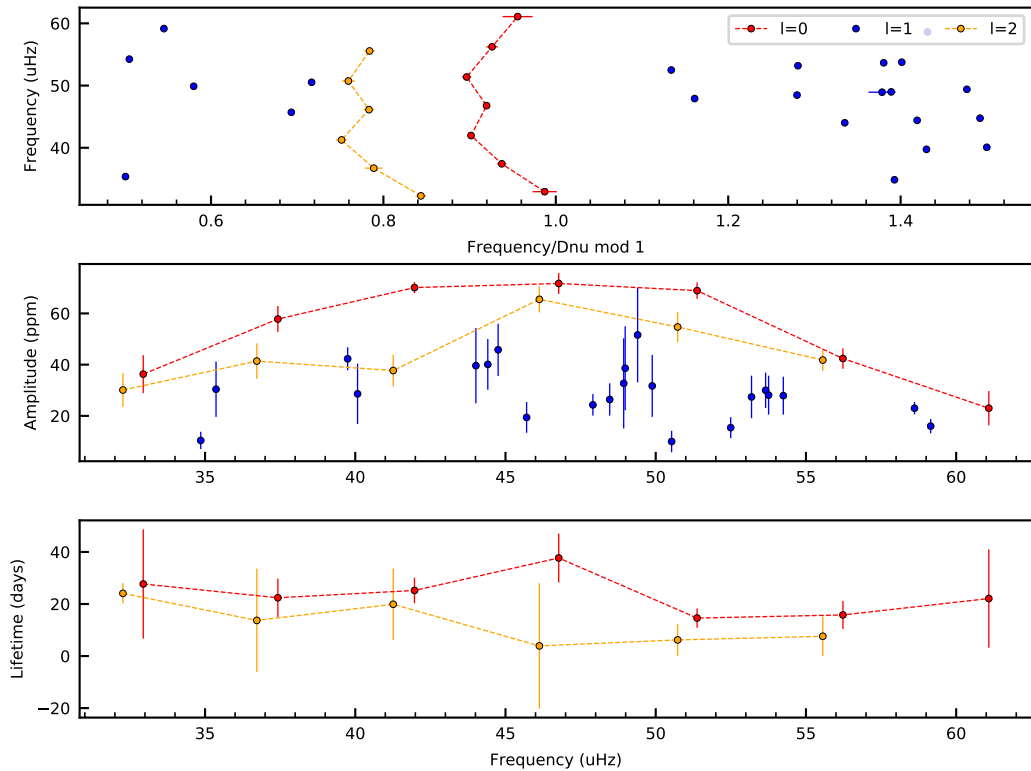 60
50
40
Frequency (uHz)
l=0 l=1 l=2
0.6 0.8 1.0 1.2 1.4
Frequency/Dnu mod 1
60
40
20
Amplitude (ppm)
35 40 45 50 55 60
40
20
0
−20
Lifetime (days)
35 40 45 50 55 60
Frequency (uHz)